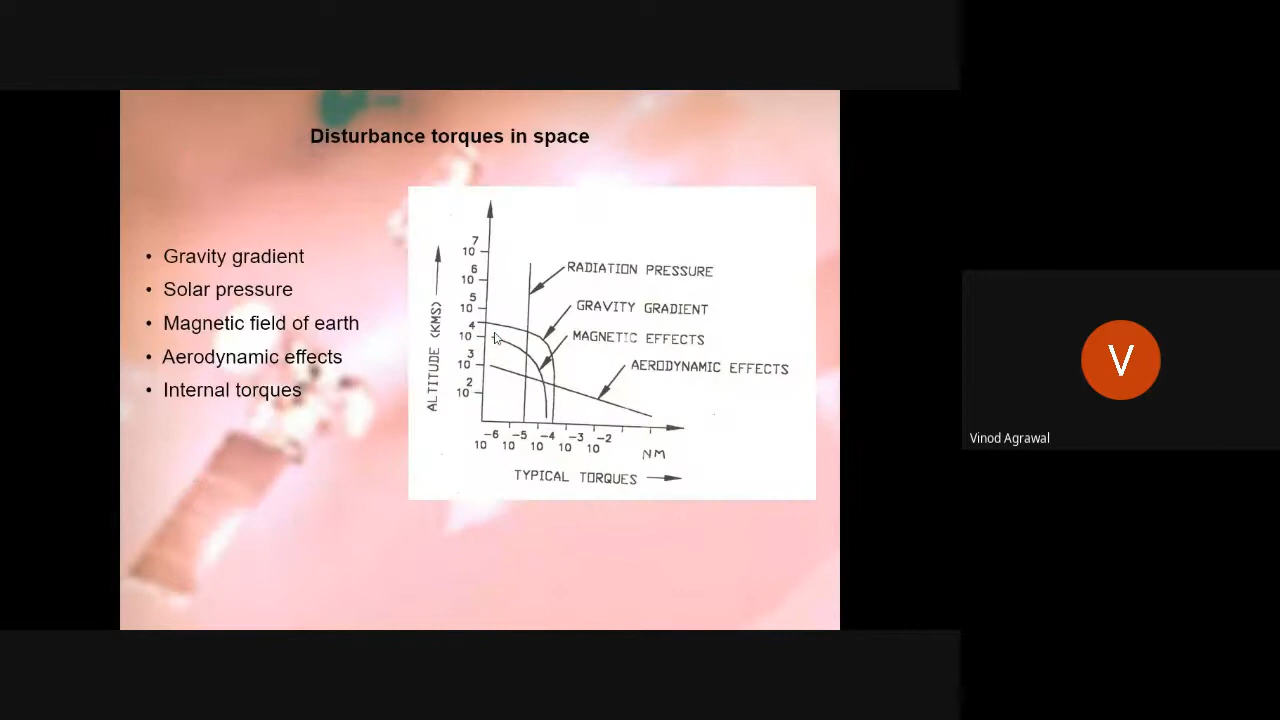 Disturbance torques in space
• Gravity gradient
• Solar pressure
• Magnetic field of earth
• Aerodynamic effects
• Internal torques
ALTITUDE (KMS)
10 7
10 6
10 5
10 4
10 3
10 2
RADIATION PRESSURE
GRAVITY GRADIENT
MAGNETIC EFFECTS
AERODYNAMIC EFFECTS
10 -6
10 -5
10 -4
10 -3
10 -2
NM
TYPICAL TORQUES
V
Vinod Agrawal